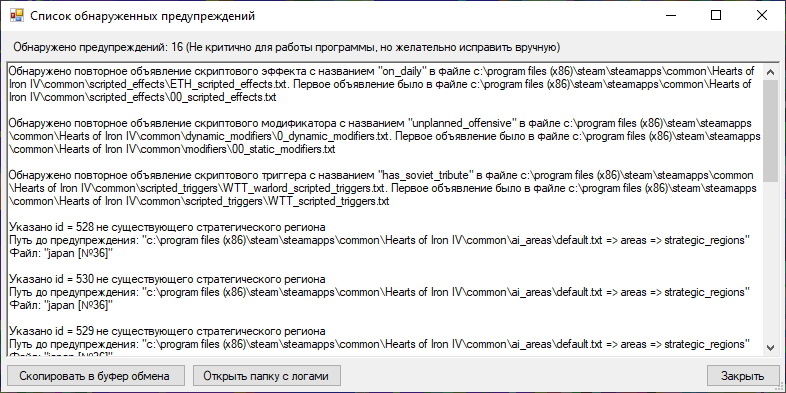 Список обнаруженных предупреждений
Обнаружено предупреждений: 16 (Не критично для работы программы, но желательно исправить вручную)
Обнаружено повторное объявление скриптового эффекта с названием "on_daily" в файле c:\program files (x86)\steam\steamapps\common\Hearts of
Iron IV\common\scripted_effects\ETH_scripted_effects.txt. Первое объявление было в файле c:\program files (x86)\steam\steamapps\common\Hearts of
Iron IV\common\scripted_effects\00_scripted_effects.txt
Обнаружено повторное объявление скриптового модификатора с названием "unplanned_offensive" в файле c:\program files (x86)\steam\steamapps
\common\Hearts of Iron IV\common\dynamic_modifiers\0_dynamic_modifiers.txt. Первое объявление было в файле c:\program files (x86)\steam\steamapps
\common\Hearts of Iron IV\common\modifiers\00_static_modifiers.txt
Обнаружено повторное объявление скриптового триггера с названием "has_soviet_tribute" в файле c:\program files (x86)\steam\steamapps\common
\Hearts of Iron IV\common\scripted_triggers\WTT_warlord_scripted_triggers.txt. Первое объявление было в файле c:\program files (x86)\steam\steamapps
\common\Hearts of Iron IV\common\scripted_triggers\WTT_scripted_triggers.txt
Указано id = 528 не существующего стратегического региона
Путь до предупреждения: "c:\program files (x86)\steam\steamapps\common\Hearts of Iron IV\common\ai_areas\default.txt => areas => strategic_regions"
Файл: "japan [№36]"
Указано id = 530 не существующего стратегического региона
Путь до предупреждения: "c:\program files (x86)\steam\steamapps\common\Hearts of Iron IV\common\ai_areas\default.txt => areas => strategic_regions"
Файл: "japan [№36]"
Указано id = 529 не существующего стратегического региона
Путь до предупреждения: "c:\program files (x86)\steam\steamapps\common\Hearts of Iron IV\common\ai_areas\default.txt => areas => strategic_regions"
Файл: "japan [№36]"
Скопировать в буфер обмена
Открыть папку с логами
Закрыть